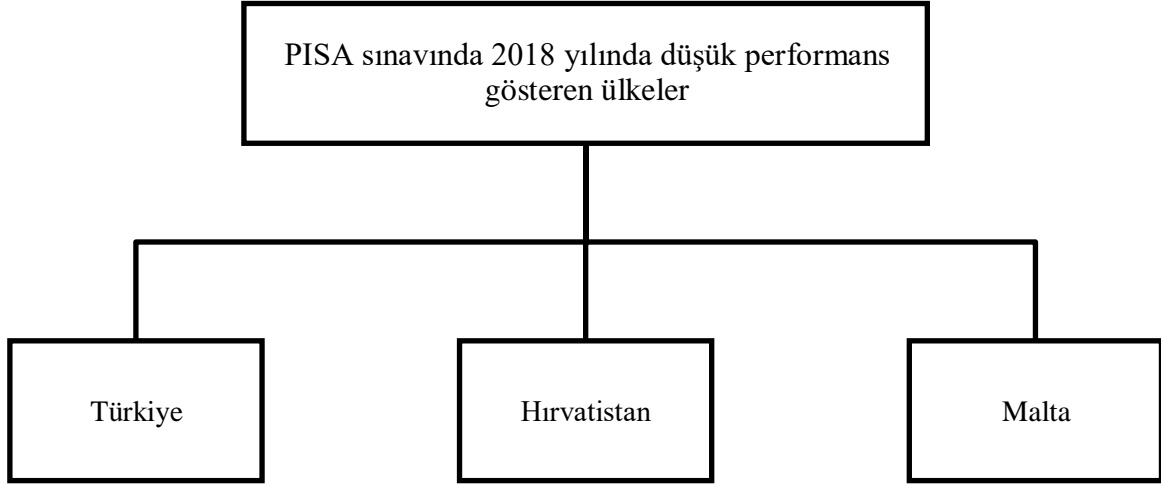 PISA sınavında 2018 yılında düşük performans
gösteren ülkeler
Türkiye
Hırvatistan
Malta